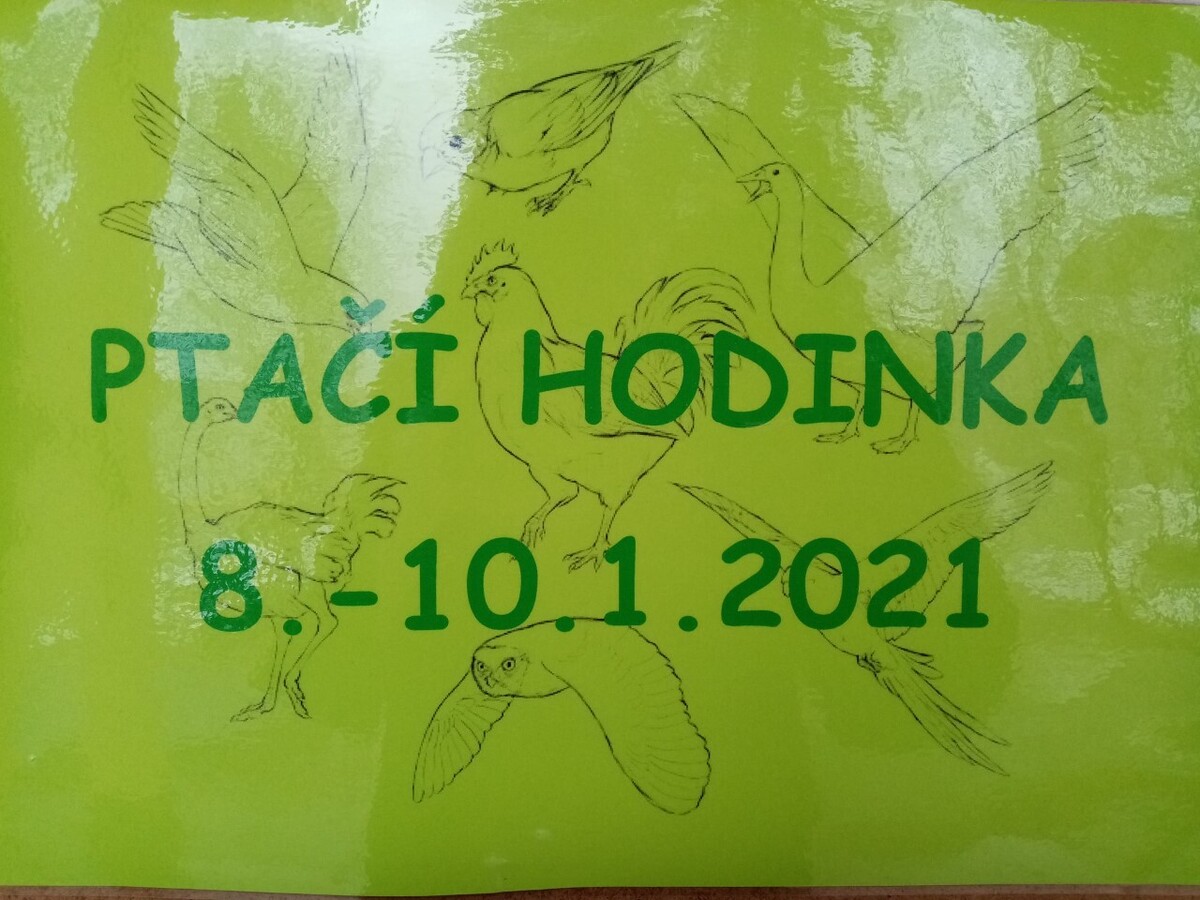 PTAČÍ HODINKA
8.-10.1.2021